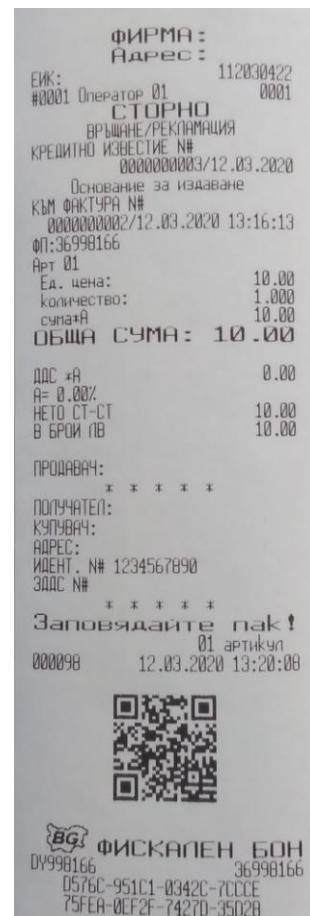 ФИРМА:
Адрес:
ЕИК: 112030422
#0001 Оператор 01 0001
СТОРНО
ВРЪЩАНЕ/РЕКЛАМАЦИЯ
КРЕДИТНО ИЗВЕСТИЕ N#
0000000003/12.03.2020
Основание за издаване
КЪМ ФАКТУРА N#
0000000002/12.03.2020 13:16:13
ФП:36998166
Арт 01
Ед. цена: 10.00
количество: 1.000
сума*А 10.00
ОБЩА СУМА: 10.00
ДДС *А 0.00
А= 0.00%
НЕТО СТ-СТ 10.00
В БРОЙ ЛВ 10.00
ПРОДАВАЧ:
* * * * *
ПОЛУЧАТЕЛ:
КУПУВАЧ:
АДРЕС:
ИДЕНТ. N# 1234567890
ЗДДС N#
* * * * *
Заповядайте пак!
01 артикул
000098 12.03.2020 13:20:08
BG ФИСКАЛЕН БОН
DY998166 36998166
D576C-951C1-0342C-7CCCE
75FEA-0EF2F-7427D-35D28